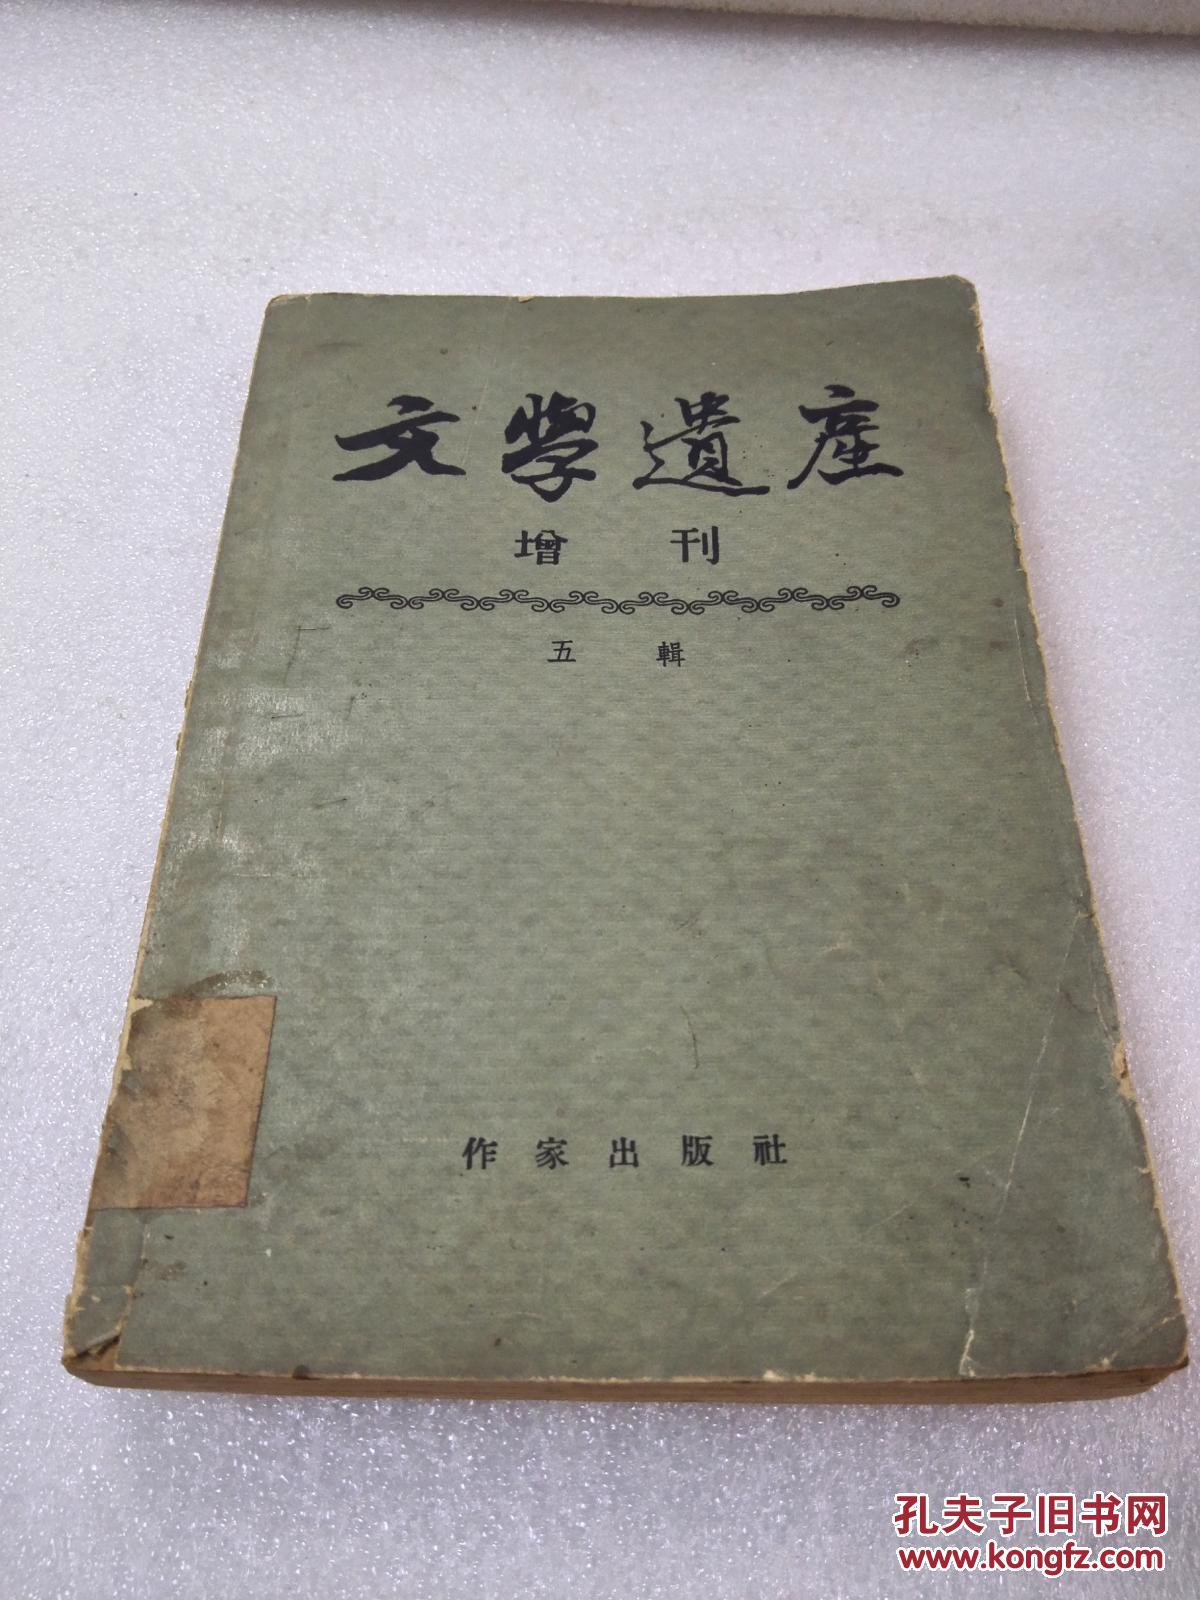 文學遺產
增刊
五輯
作家出版社
孔夫子旧书网
www.kongfz.com